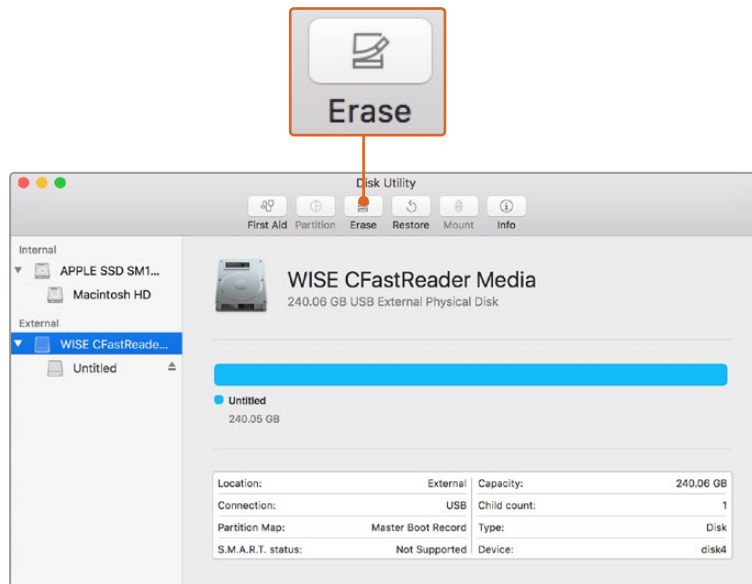 Erase
Disk Utility
First Aid Partition Erase Restore Mount Info
Internal
APPLE SSD SM1...
Macintosh HD
External
WISE CFastReade...
Untitled
WISE CFastReader Media
240.06 GB USB External Physical Disk
Untitled
240.05 GB
Location: External Capacity: 240.06 GB
Connection: USB Child count: 1
Partition Map: Master Boot Record Type: Disk
S.M.A.R.T. status: Not Supported Device: disk4